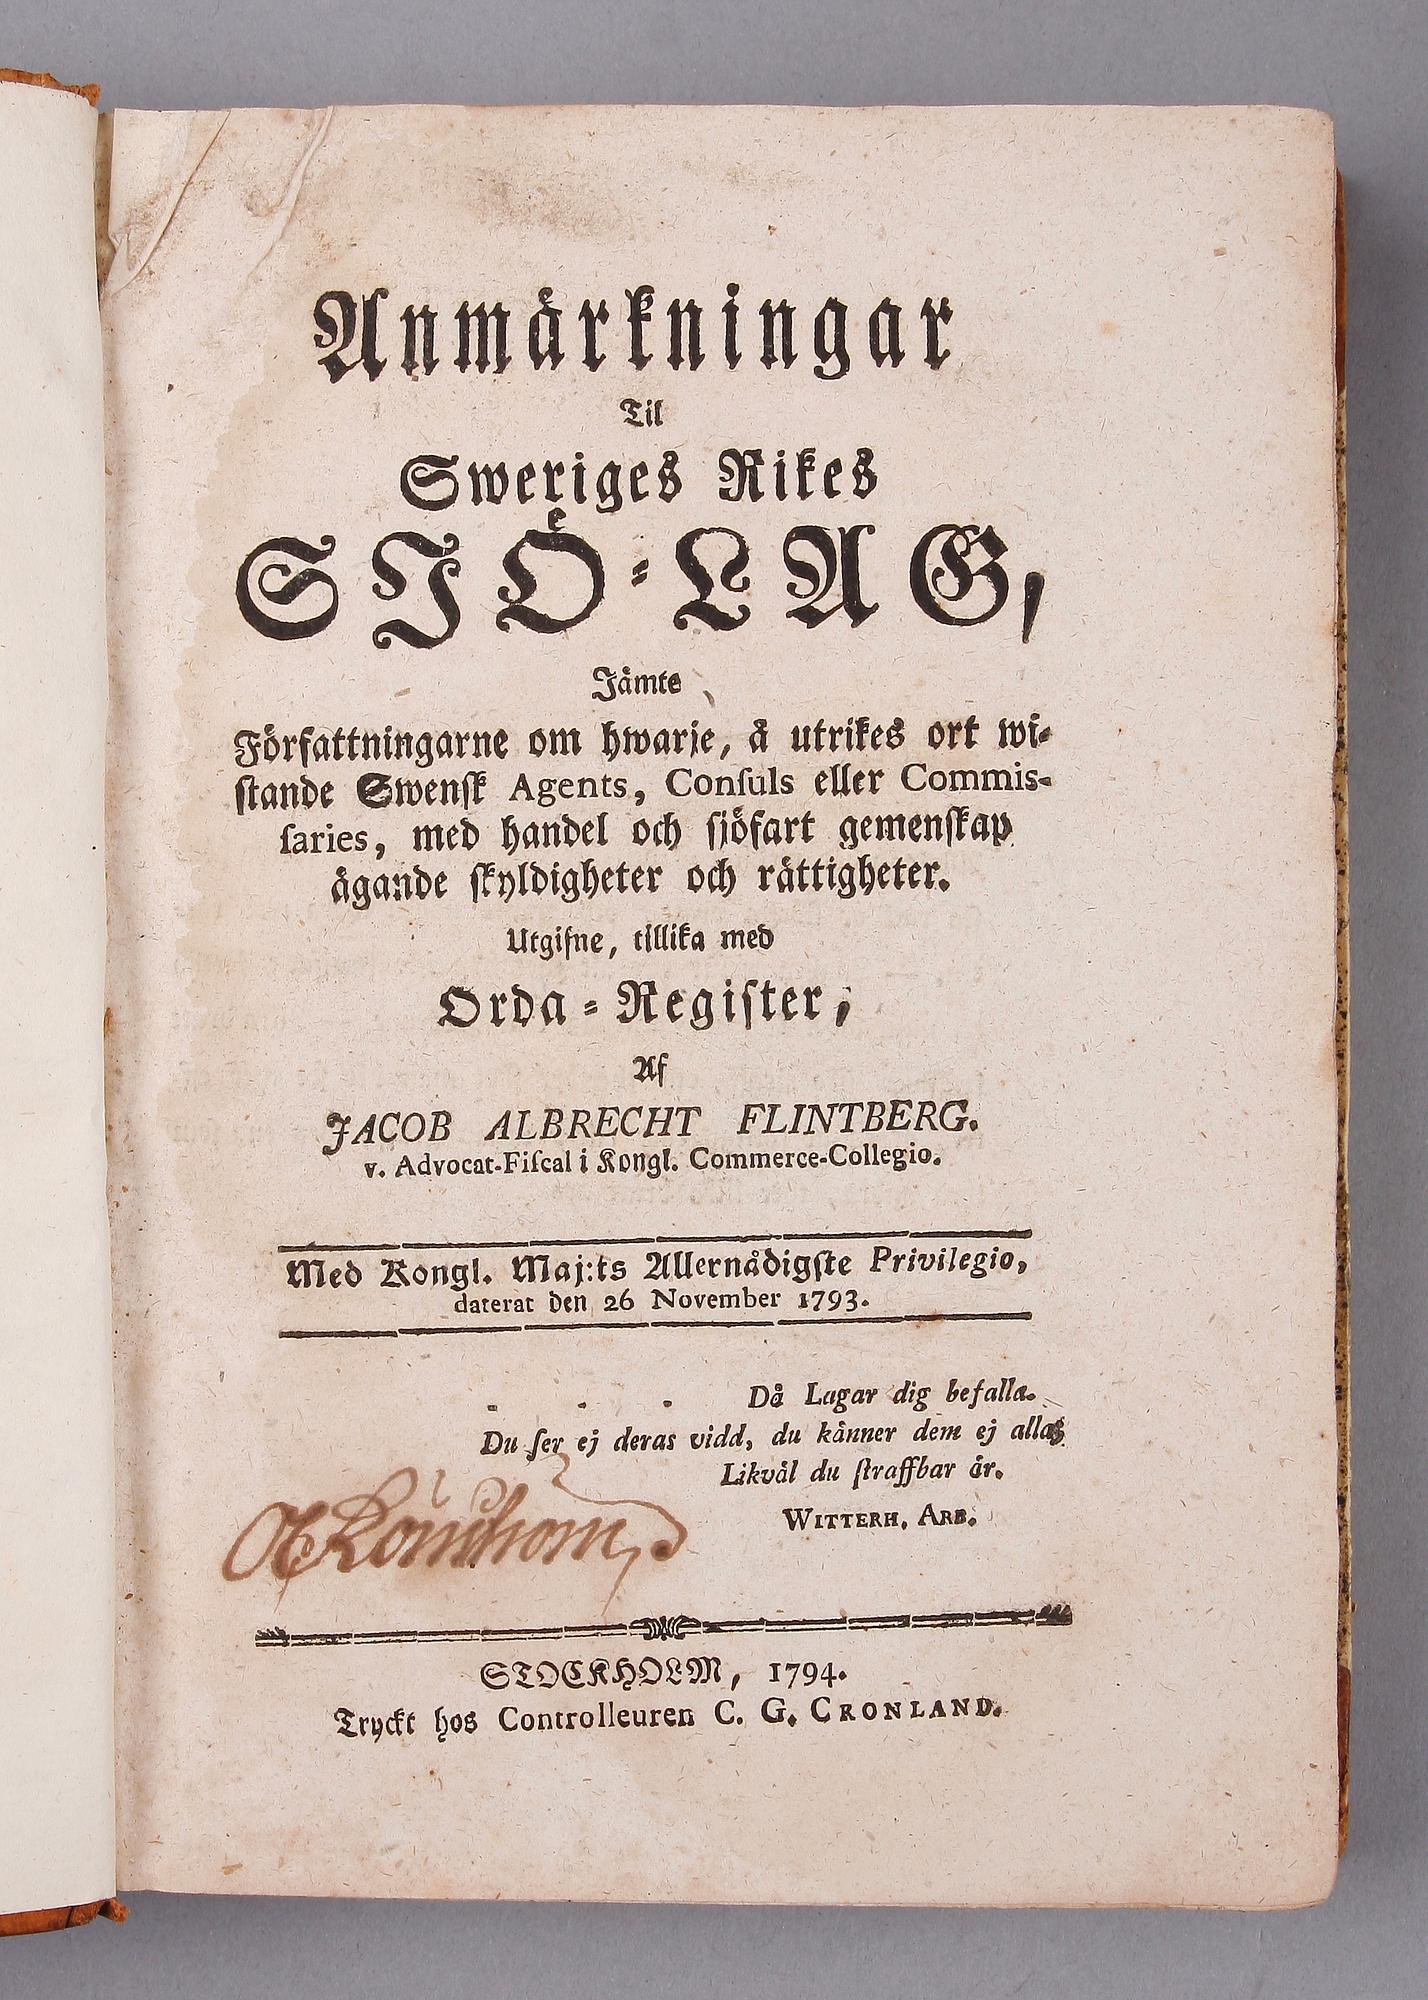 Anmärkningar
Til
Sweriges Rikes
SJÖ-LAG,
Jämte
Författningarne om hwarje, å utrikes ort wi-
stande Swensk Agents, Conſuls eller Commis-
ſaries, med handel och sjöfart gemenskap
ägande skyldigheter och rättigheter.
Utgifne, tillika med
Orda-Register,
Af
JACOB ALBRECHT FLINTBERG.
v. Advocat-Fiſcal i Kongl. Commerce-Collegio.
Med Kongl. Maj:ts Allernådigste Privilegio,
daterat den 26 November 1793.
- - - Då Lagar dig befalla.
Du ſer ej deras vidd, du känner dem ej alla;
Likväl du ſtraffbar är.
WITTERH. ARB.
STOCKHOLM, 1794.
Tryckt hos Controlleuren C. G. CRONLAND.